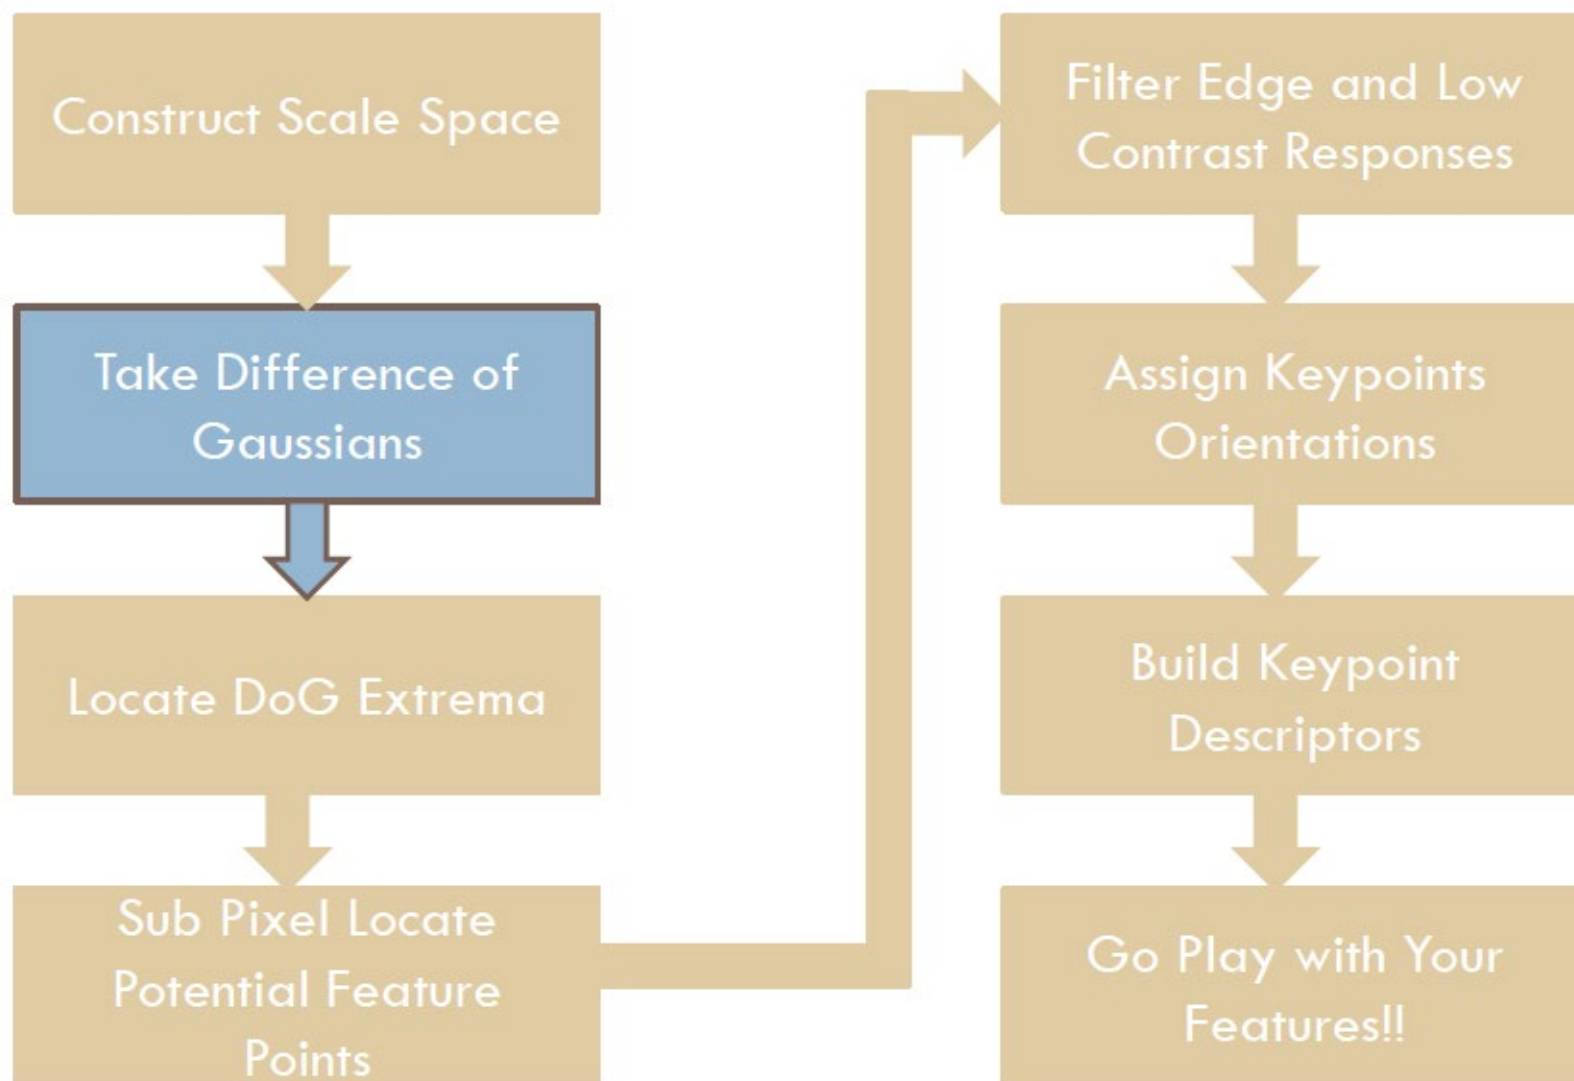 Construct Scale Space
Take Difference of
Gaussians
Locate DoG Extrema
Sub Pixel Locate
Potential Feature
Points
Filter Edge and Low
Contrast Responses
Assign Keypoints
Orientations
Build Keypoint
Descriptors
Go Play with Your
Features!!